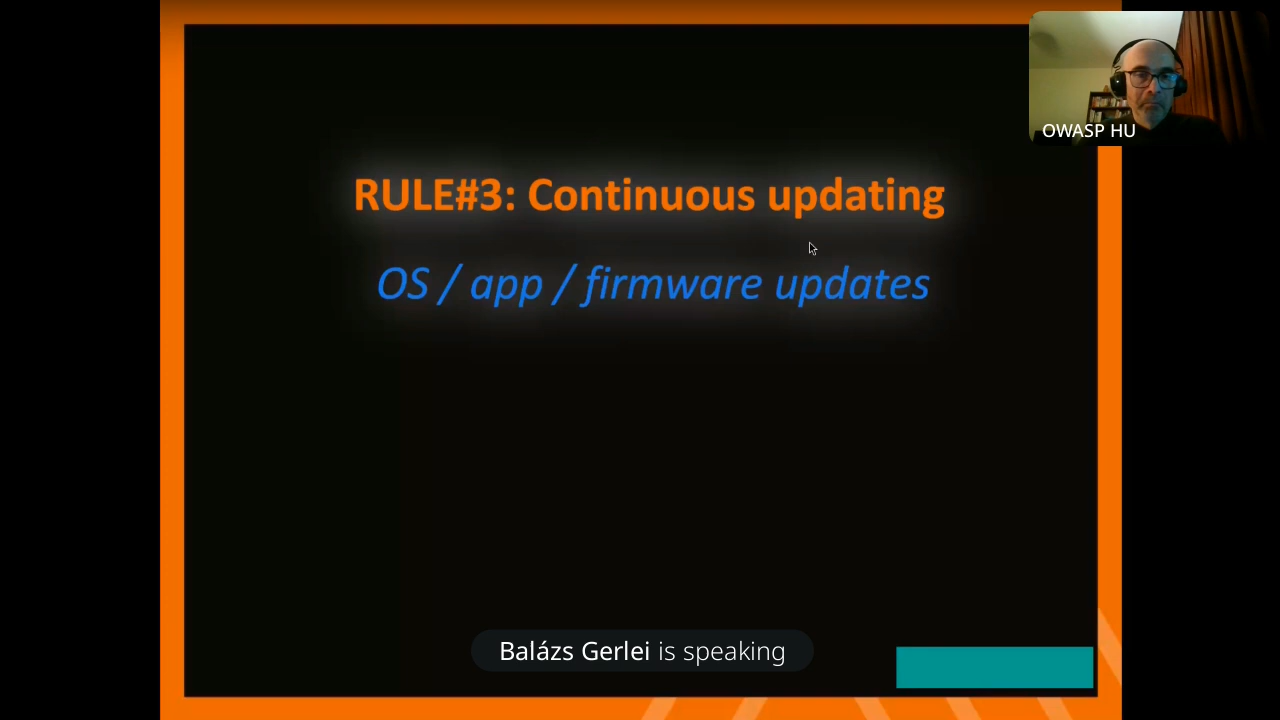 RULE#3: Continuous updating
OWASP HU
OS / app / firmware updates
Balázs Gerlei is speaking